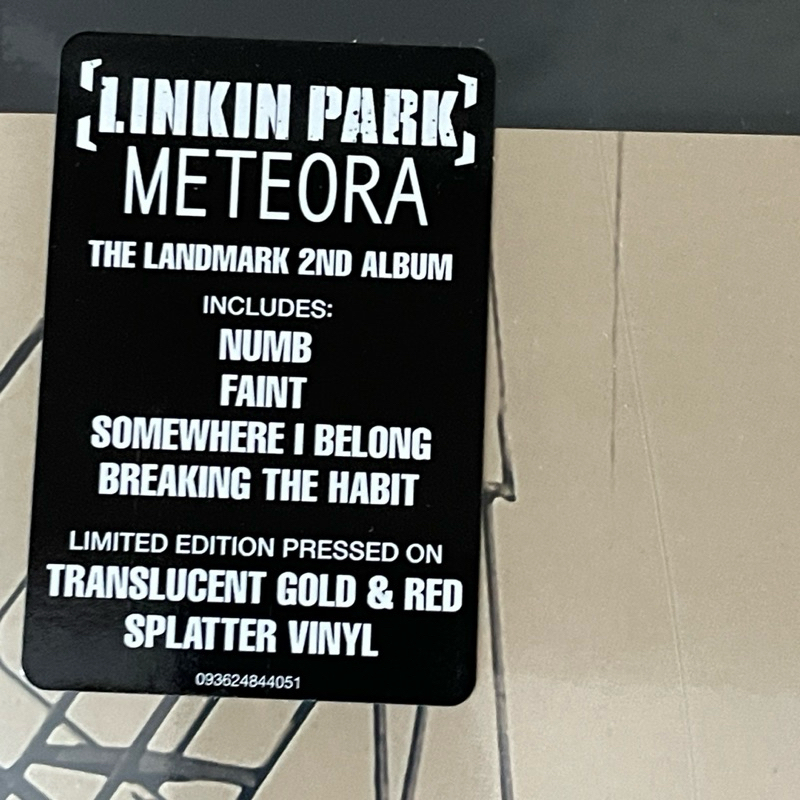 [LINKIN PARK]
METEORA
THE LANDMARK 2ND ALBUM
INCLUDES:
NUMB
FAINT
SOMEWHERE I BELONG
BREAKING THE HABIT
LIMITED EDITION PRESSED ON
TRANSLUCENT GOLD & RED
SPLATTER VINYL
093624844051